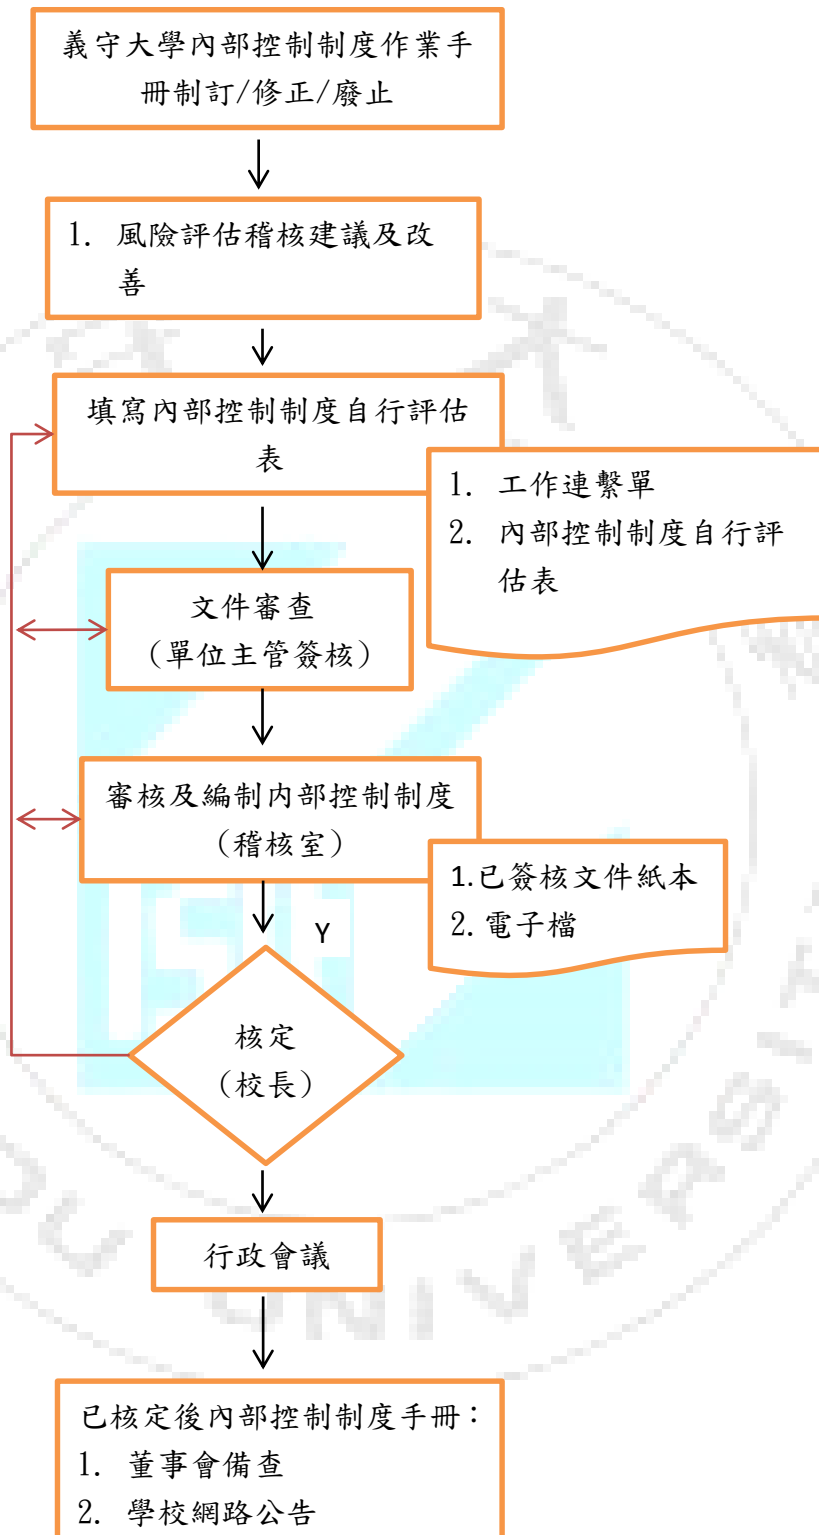 義守大學內部控制制度作業手
冊制訂/修正/廢止
1. 風險評估稽核建議及改
善
填寫內部控制制度自行評估
表
1. 工作連繫單
2. 內部控制制度自行評
估表
文件審查
（單位主管簽核）
審核及編制內部控制制度
（稽核室）
1.已簽核文件紙本
2.電子檔
Y
核定
（校長）
行政會議
已核定後內部控制制度手冊：
1. 董事會備查
2. 學校網路公告
UNIVERSI